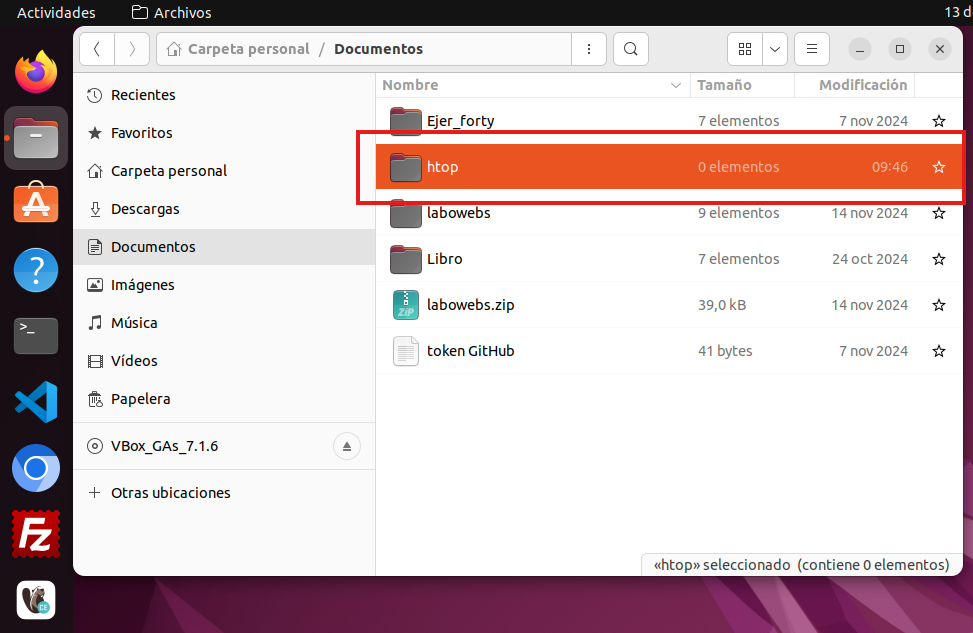 Actividades Archivos 13 d
Carpeta personal / Documentos
Nombre Tamaño Modificación
Recientes
Favoritos
Carpeta personal
Descargas
Documentos
Imágenes
Música
Vídeos
Papelera
VBox_GAs_7.1.6
Otras ubicaciones
Ejer_forty 7 elementos 7 nov 2024
htop 0 elementos 09:46
labowebs 9 elementos 14 nov 2024
Libro 7 elementos 24 oct 2024
labowebs.zip 39,0 kB 14 nov 2024
token GitHub 41 bytes 7 nov 2024
«htop» seleccionado (contiene 0 elementos)
A
?
>_
ZIP
Fz
CE